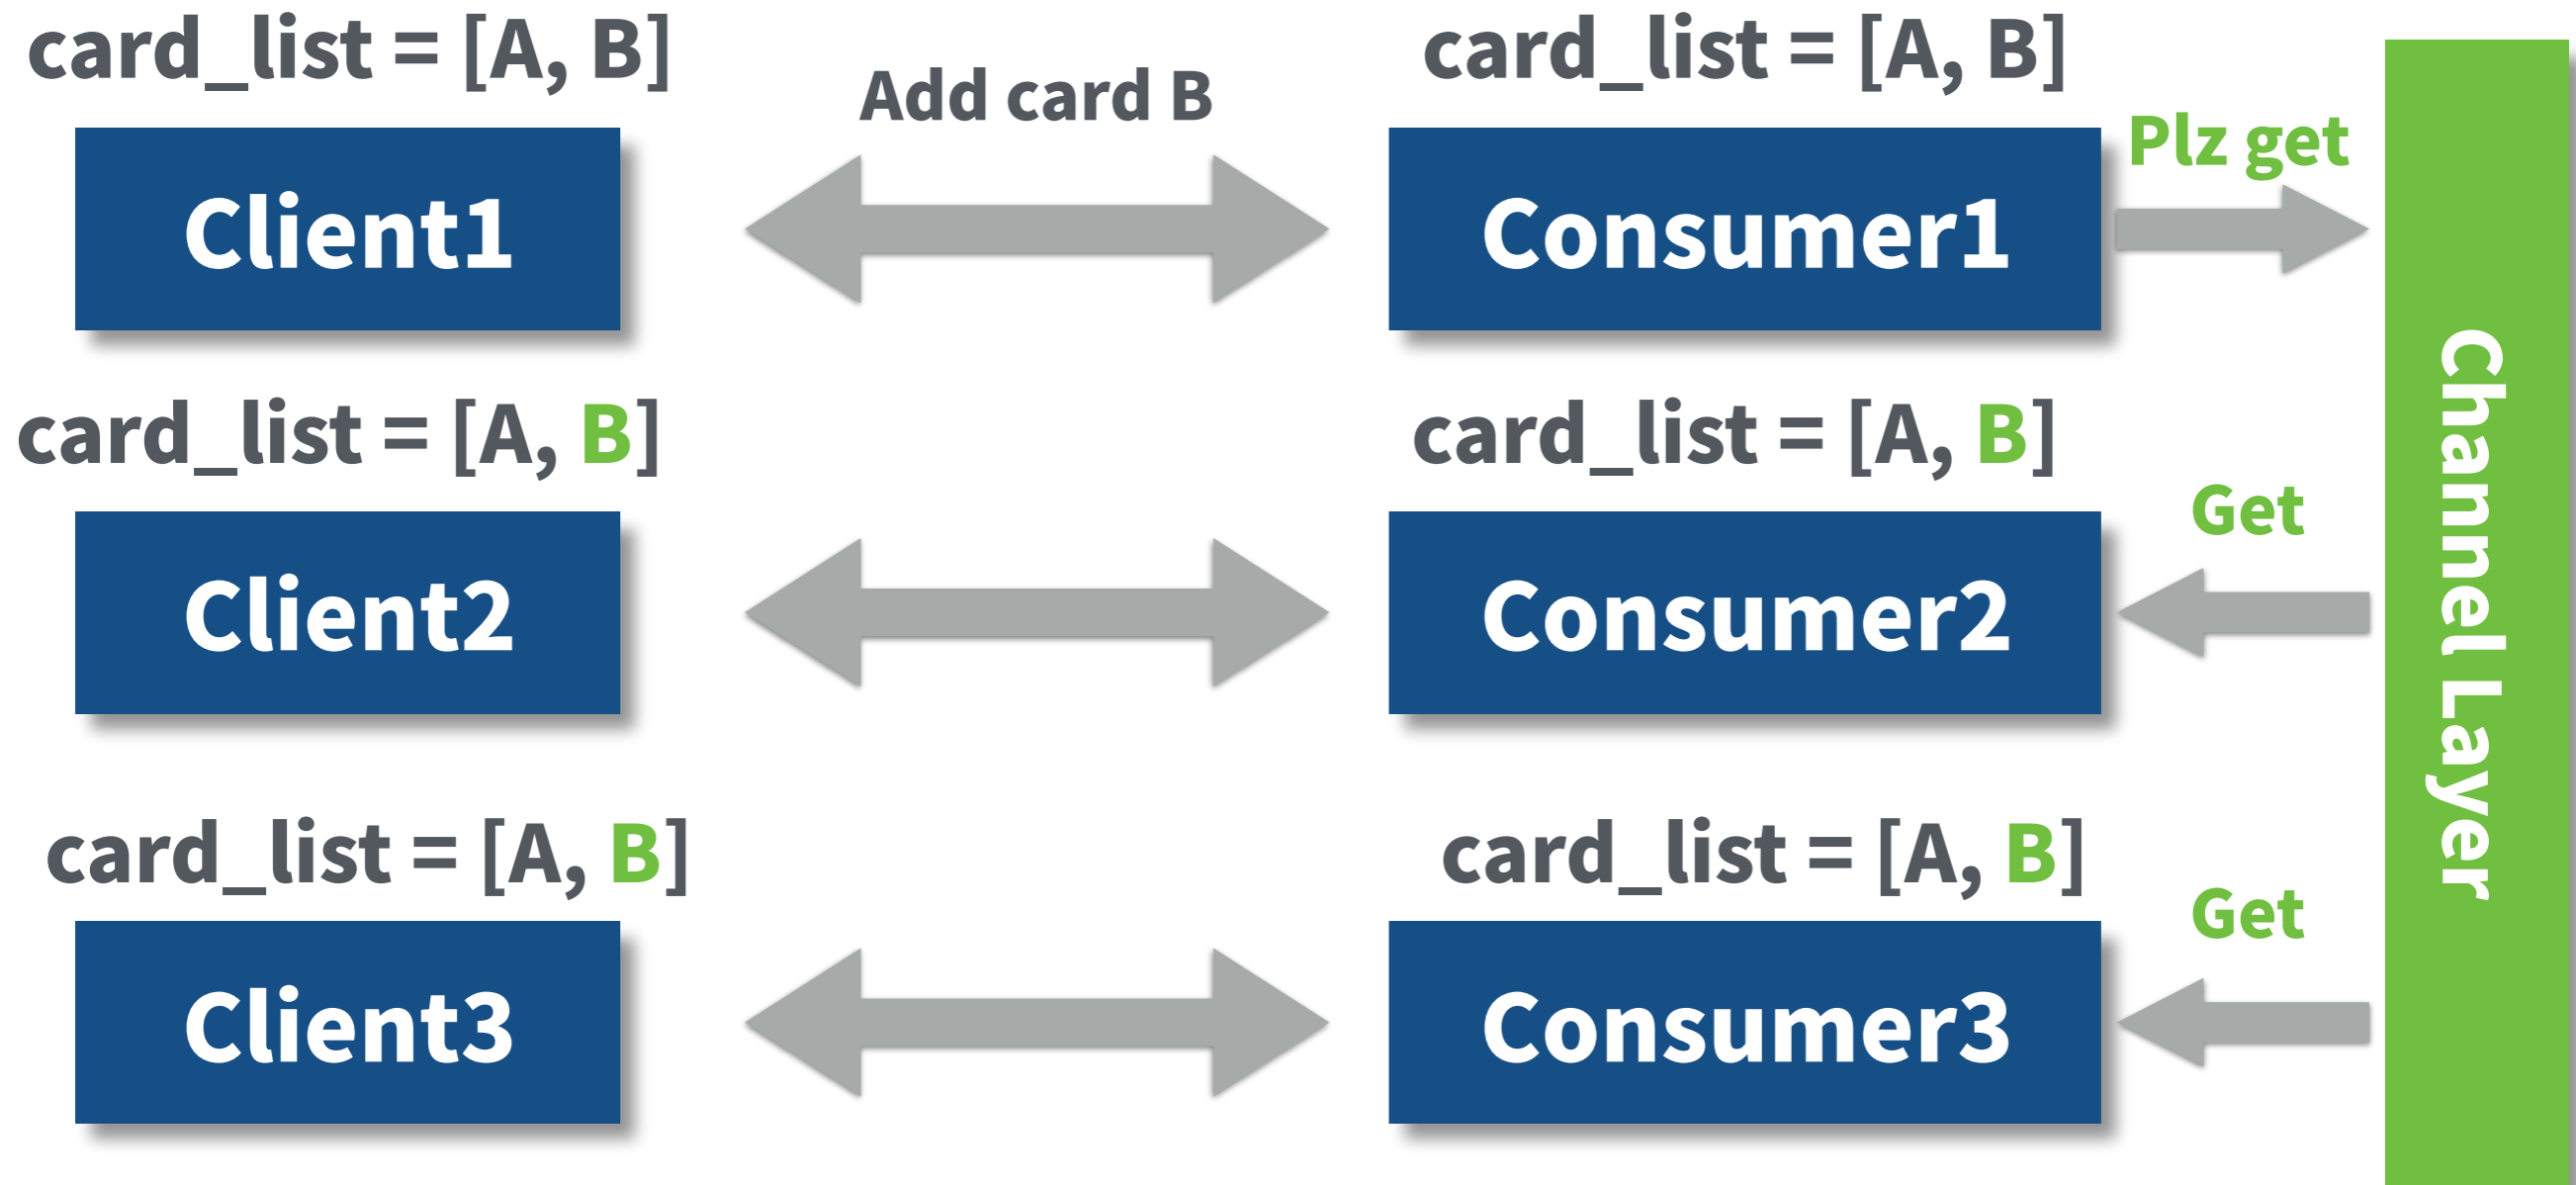 card_list = [A, B]
Add card B
card_list = [A, B]
Plz get
Client1
Consumer1
card_list = [A, B]
card_list = [A, B]
Get
Client2
Consumer2
card_list = [A, B]
card_list = [A, B]
Get
Client3
Consumer3
Channel Layer